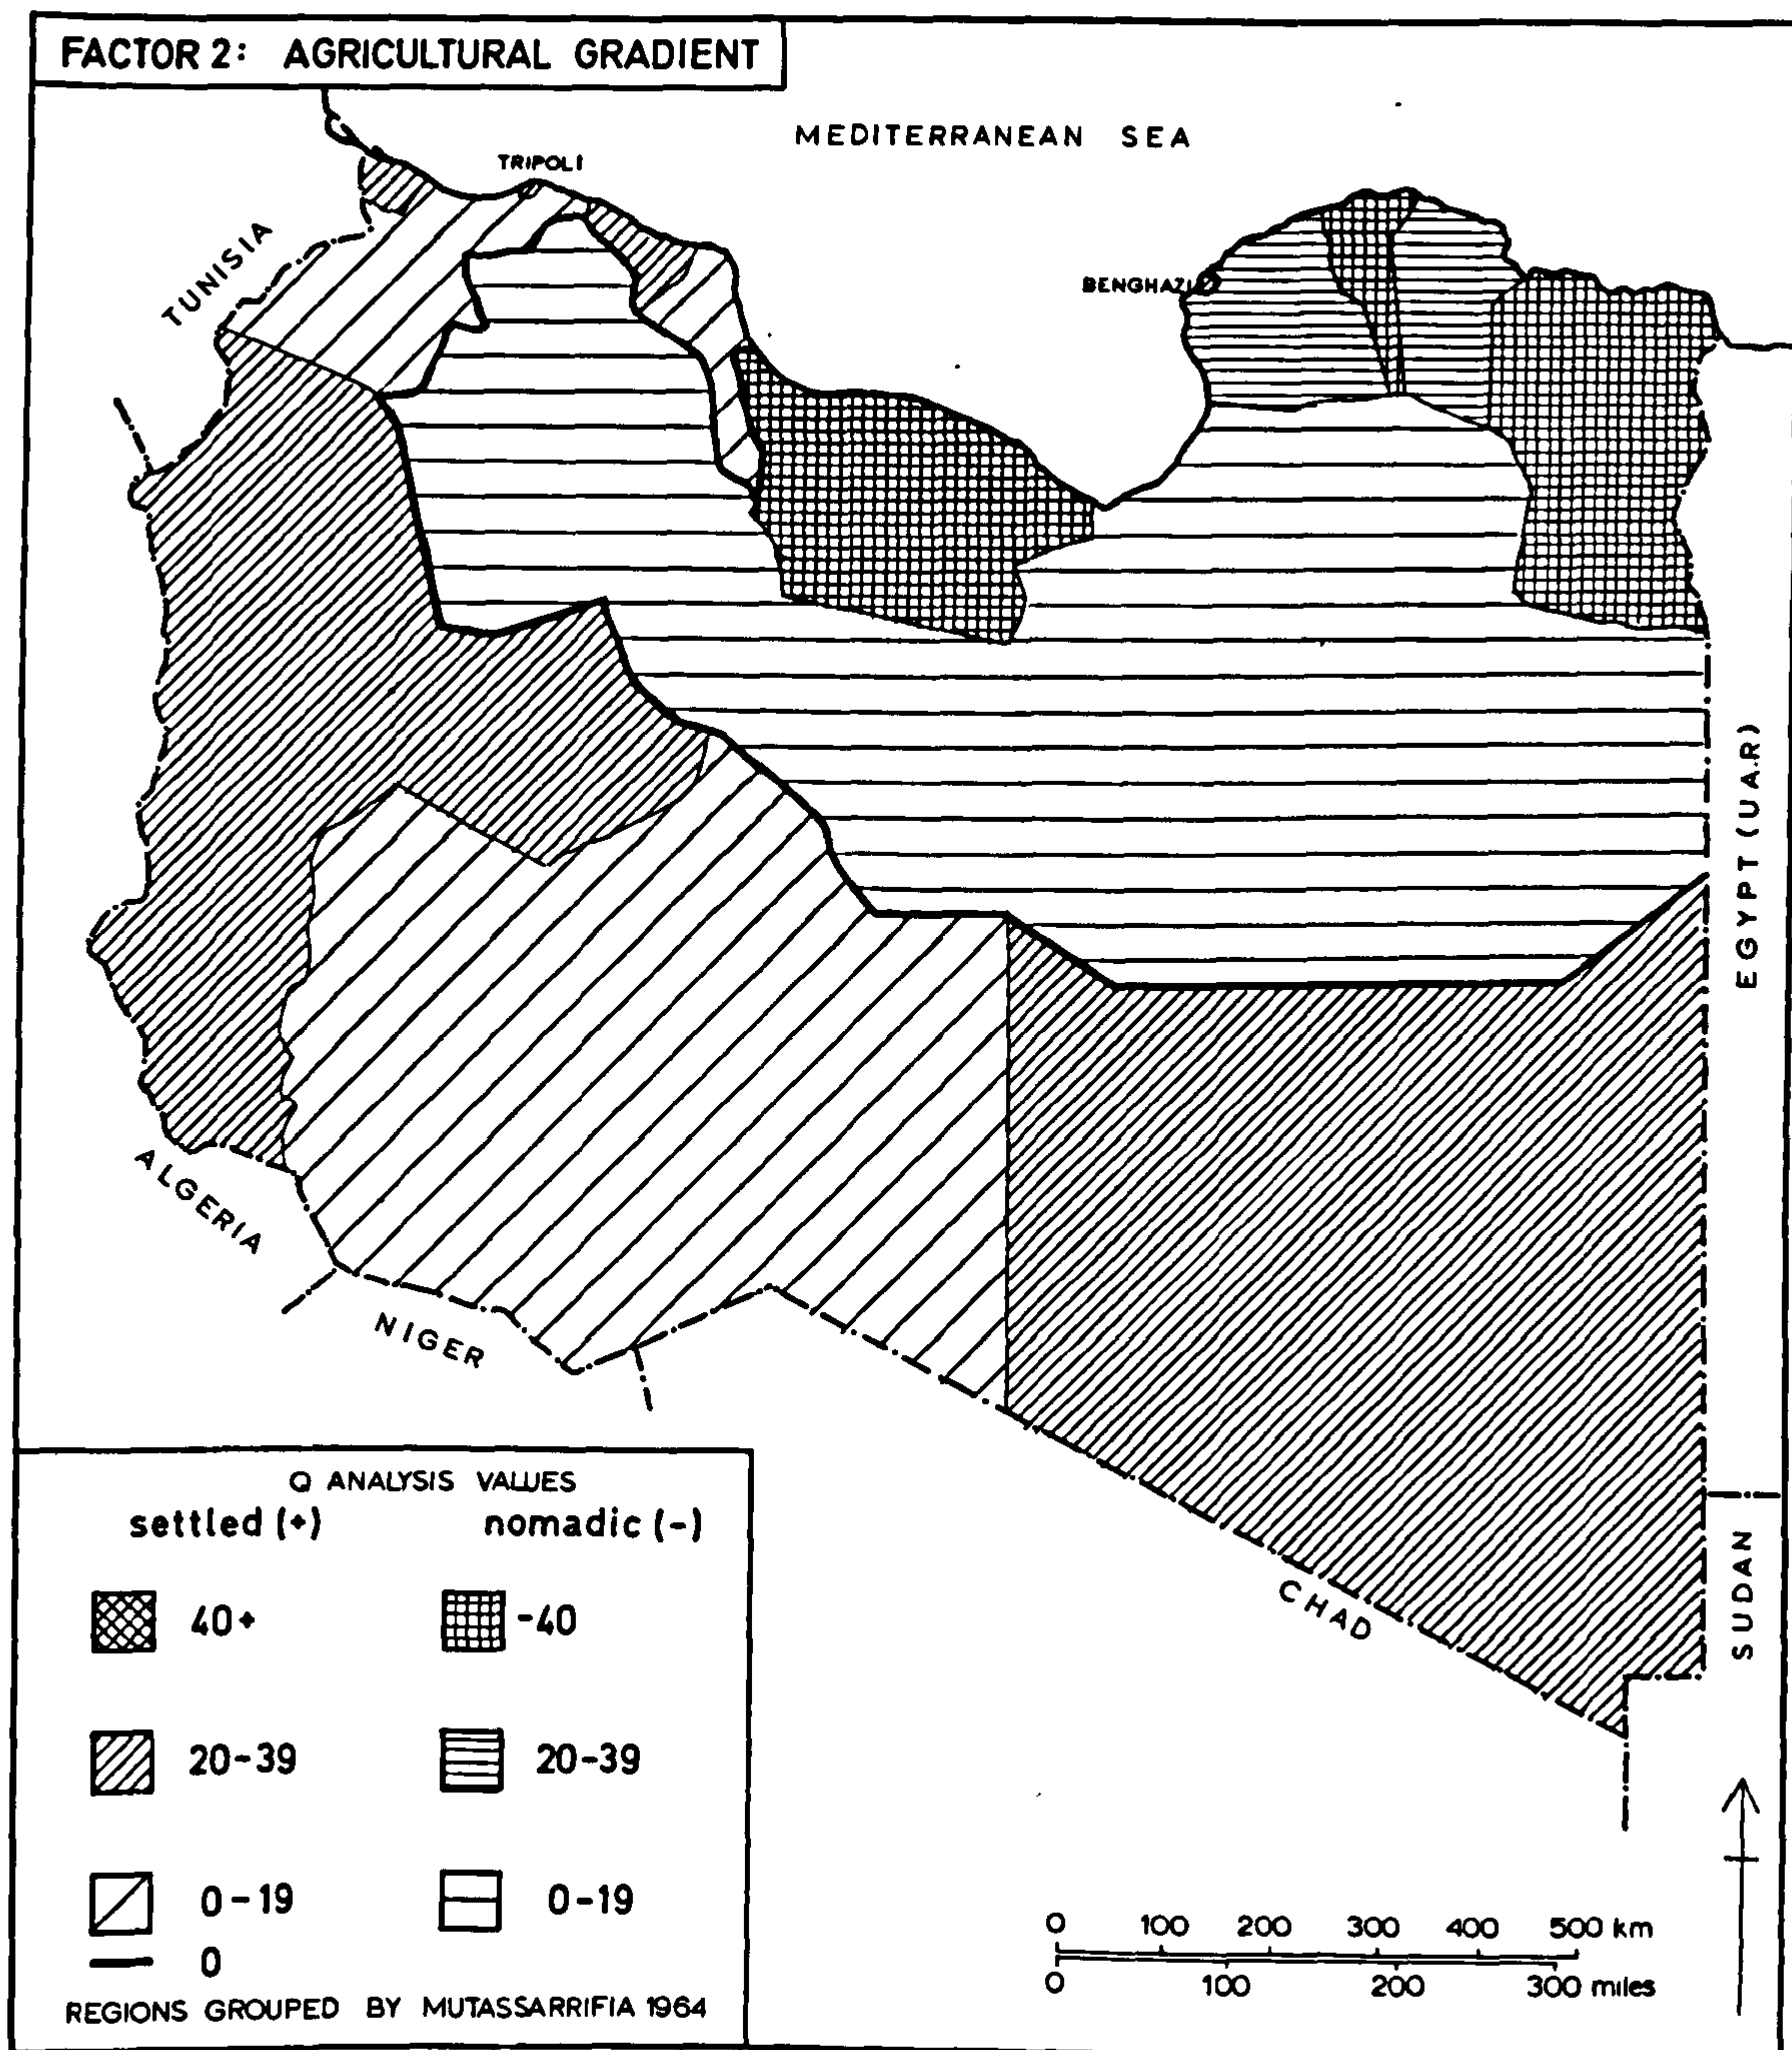 FACTOR 2: AGRICULTURAL GRADIENT
MEDITERRANEAN SEA
TRIPOLI
TUNISIA
BENGHAZI
EGYPT (UAR)
ALGERIA
NIGER
CHAD
SUDAN
Q ANALYSIS VALUES
settled (+) nomadic (-)
40+ -40
20-39 20-39
0-19 0-19
0
REGIONS GROUPED BY MUTASSARRIFIA 1964
0 100 200 300 400 500 km
0 100 200 300 miles